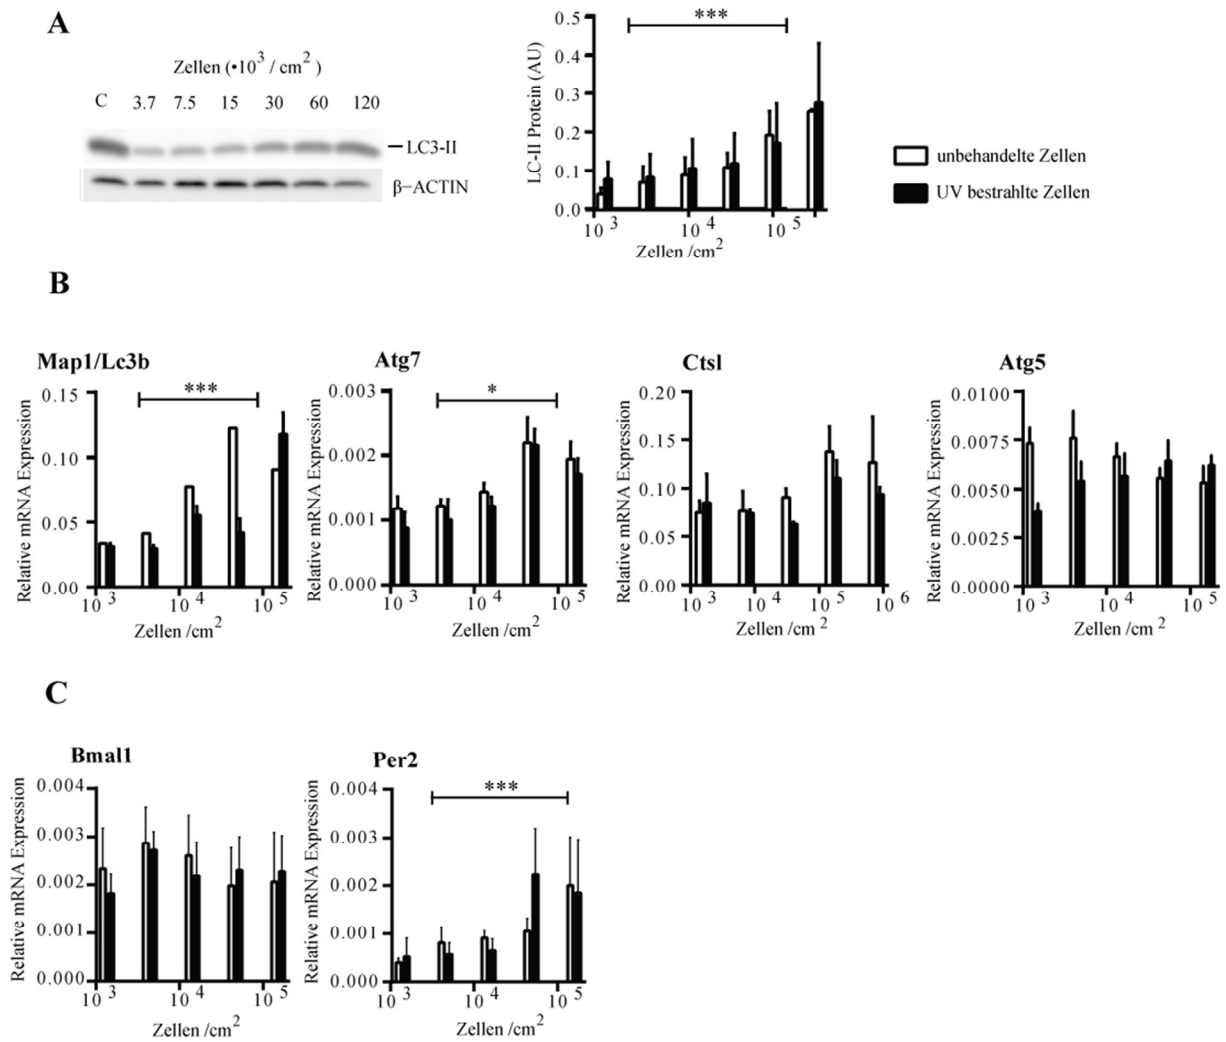 A
Zellen (•10³ / cm²)
C 3.7 7.5 15 30 60 120
LC3-II
β-ACTIN
***
LC-II Protein (AU)
0.5
0.4
0.3
0.2
0.1
0.0
10³ 10⁴ 10⁵
Zellen /cm²
unbehandelte Zellen
UV bestrahlte Zellen
B
Map1/Lc3b
***
Relative mRNA Expression
0.15
0.10
0.05
0.00
10³ 10⁴ 10⁵
Zellen /cm²
Atg7
*
Relative mRNA Expression
0.003
0.002
0.001
0.000
10³ 10⁴ 10⁵
Zellen /cm²
Ctsl
Relative mRNA Expression
0.20
0.15
0.10
0.05
0.00
10³ 10⁴ 10⁵ 10⁶
Zellen /cm²
Atg5
Relative mRNA Expression
0.0100
0.0075
0.0050
0.0025
0.0000
10³ 10⁴ 10⁵
Zellen /cm²
C
Bmal1
Relative mRNA Expression
0.004
0.003
0.002
0.001
0.000
10³ 10⁴ 10⁵
Zellen /cm²
Per2
***
Relative mRNA Expression
0.004
0.003
0.002
0.001
0.000
10³ 10⁴ 10⁵
Zellen /cm²